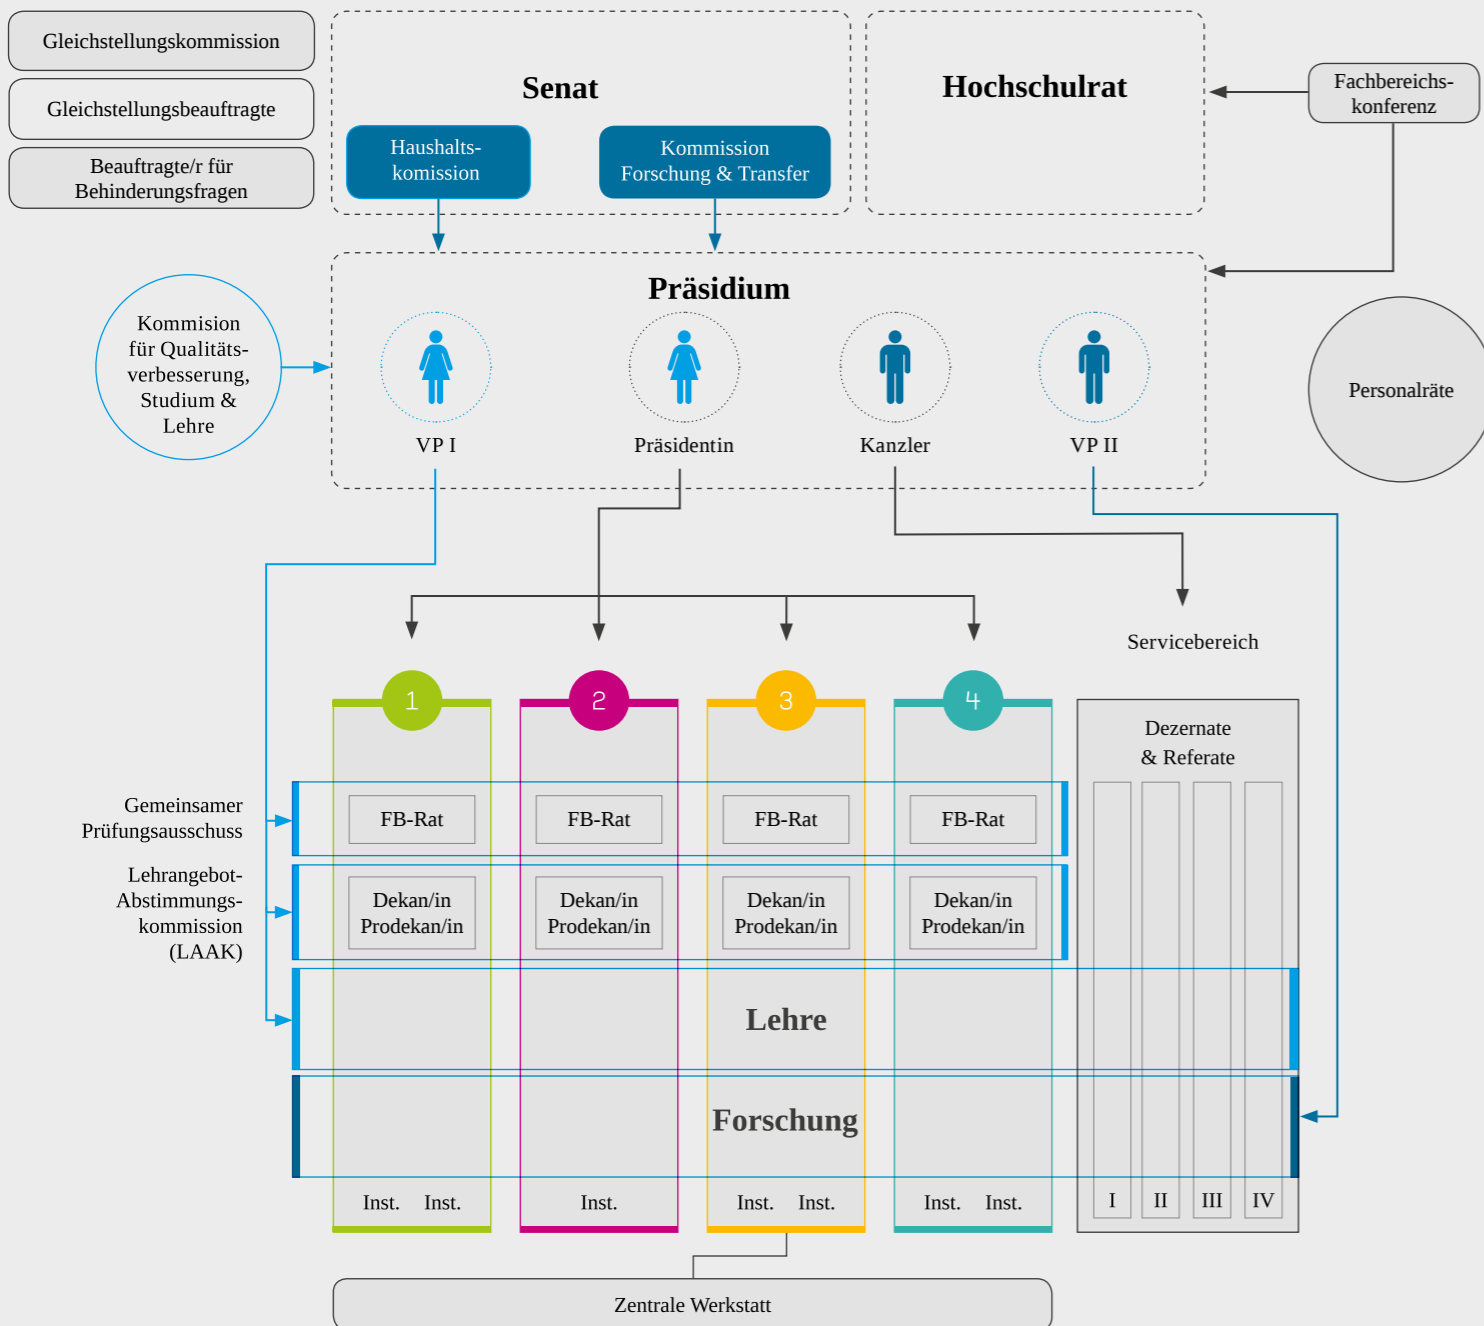 Gleichstellungskommission
Gleichstellungsbeauftragte
Beauftragte/r für
Behinderungsfragen
Senat
Haushalts-
komission
Kommission
Forschung & Transfer
Hochschulrat
Fachbereichs-
konferenz
Präsidium
Kommision
für Qualitäts-
verbesserung,
Studium &
Lehre
VP I
Präsidentin
Kanzler
VP II
Personalräte
Servicebereich
1
2
3
4
Dezernate
& Referate
Gemeinsamer
Prüfungsausschuss
FB-Rat
FB-Rat
FB-Rat
FB-Rat
Lehrangebot-
Abstimmungs-
kommission
(LAAK)
Dekan/in
Prodekan/in
Dekan/in
Prodekan/in
Dekan/in
Prodekan/in
Dekan/in
Prodekan/in
Lehre
Forschung
Inst. Inst.
Inst.
Inst. Inst.
Inst. Inst.
I II III IV
Zentrale Werkstatt